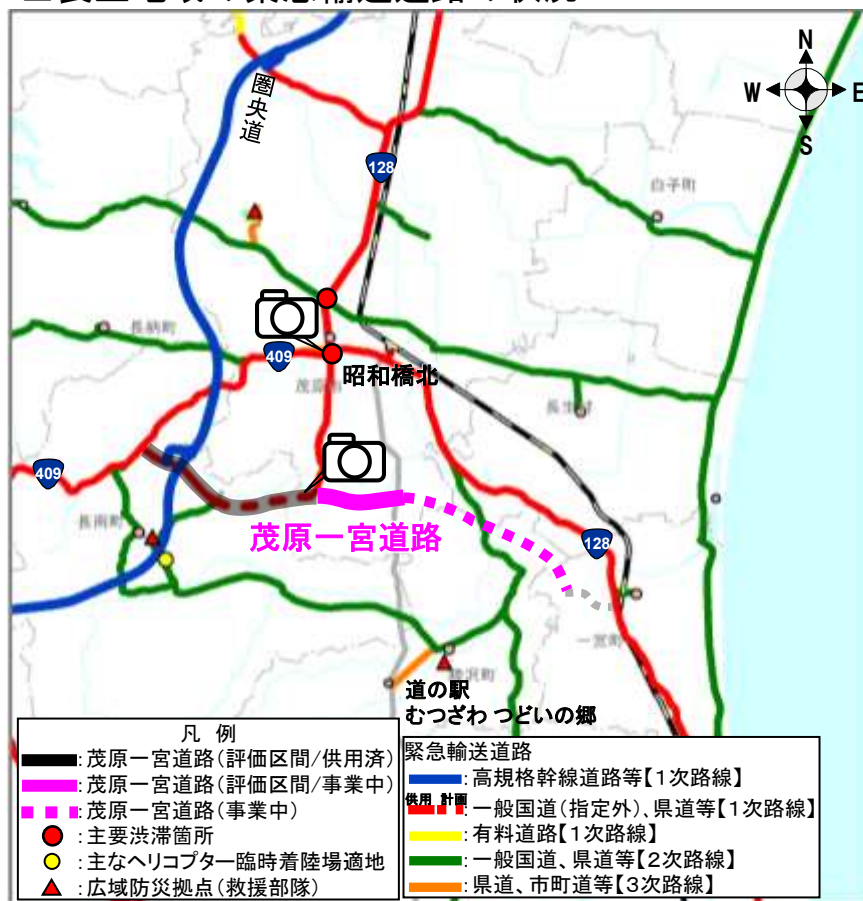 N
W E
S
圏央道
128
白子町
長柄町
409
昭和橋北
茂原市
長生村
409
長南町
茂原一宮道路
128
一宮町
睦沢町
道の駅
むつざわ つどいの郷
凡 例
:茂原一宮道路(評価区間/供用済)
:茂原一宮道路(評価区間/事業中)
:茂原一宮道路(事業中)
:主要渋滞箇所
:主なヘリコプター臨時着陸場適地
:広域防災拠点(救援部隊)
緊急輸送道路
:高規格幹線道路等【1次路線】
供用 計画
:一般国道(指定外)、県道等【1次路線】
:有料道路【1次路線】
:一般国道、県道等【2次路線】
:県道、市町道等【3次路線】